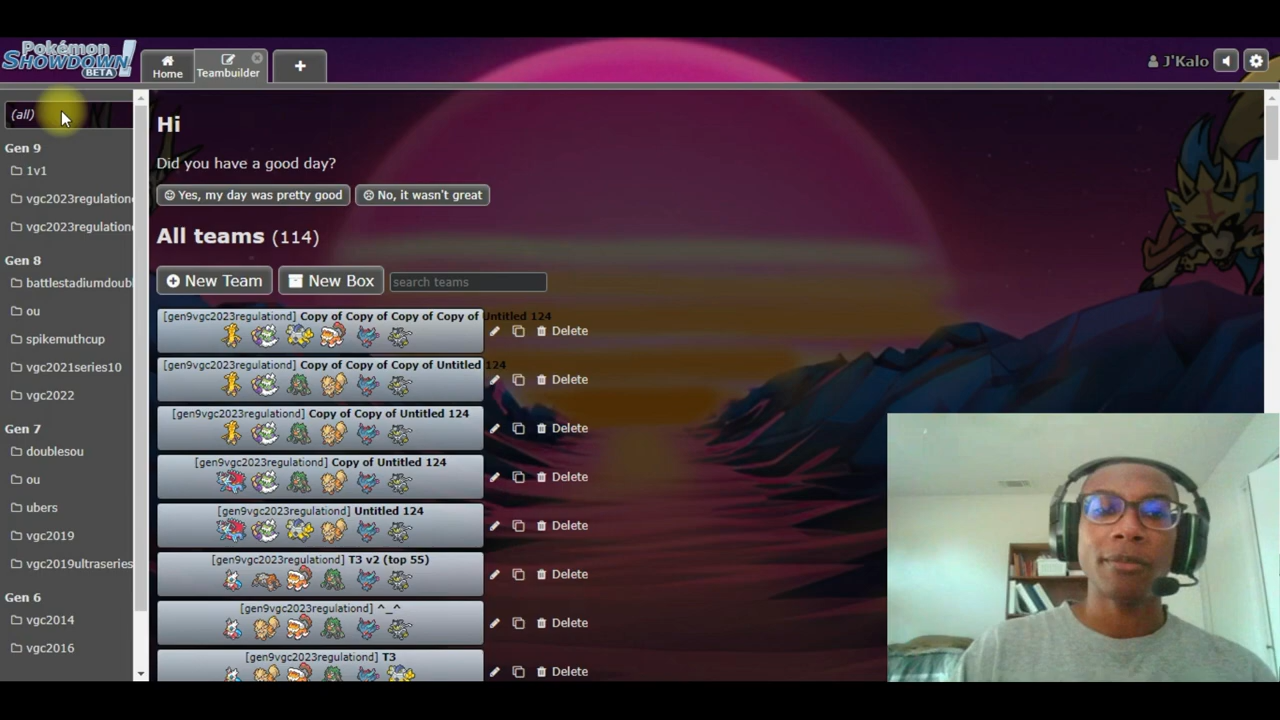 Pokémon
SHOWDOWN!
BETA
Home
Teambuilder
J'Kalo
(all)
Gen 9
1v1
vgc2023regulation
vgc2023regulation
Gen 8
battlestadiumdoubl
ou
spikemuthcup
vgc2021series10
vgc2022
Gen 7
doublesou
ou
ubers
vgc2019
vgc2019ultraseries
Gen 6
vgc2014
vgc2016
Hi
Did you have a good day?
Yes, my day was pretty good No, it wasn't great
All teams (114)
New Team New Box search teams
[gen9vgc2023regulationd] Copy of Copy of Copy of Copy of Untitled 124
Delete
[gen9vgc2023regulationd] Copy of Copy of Copy of Untitled 124
Delete
[gen9vgc2023regulationd] Copy of Copy of Untitled 124
Delete
[gen9vgc2023regulationd] Copy of Untitled 124
Delete
[gen9vgc2023regulationd] Untitled 124
Delete
[gen9vgc2023regulationd] T3 v2 (top 55)
Delete
[gen9vgc2023regulationd] ^_^
Delete
[gen9vgc2023regulationd] T3
Delete